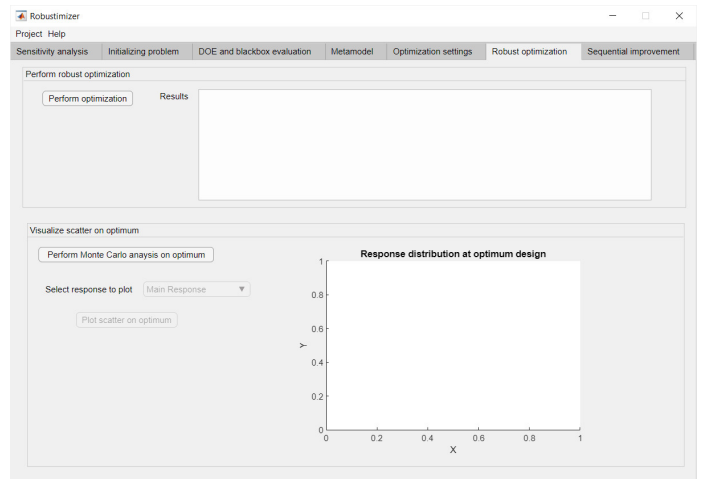 Robustimizer
Project Help
Sensitivity analysis Initializing problem DOE and blackbox evaluation Metamodel Optimization settings Robust optimization Sequential improvement
Perform robust optimization
Perform optimization Results
Visualize scatter on optimum
Perform Monte Carlo anaysis on optimum
Response distribution at optimum design
Select response to plot Main Response
Plot scatter on optimum
1
0.8
0.6
0.4
0.2
0
Y
0 0.2 0.4 0.6 0.8 1
X